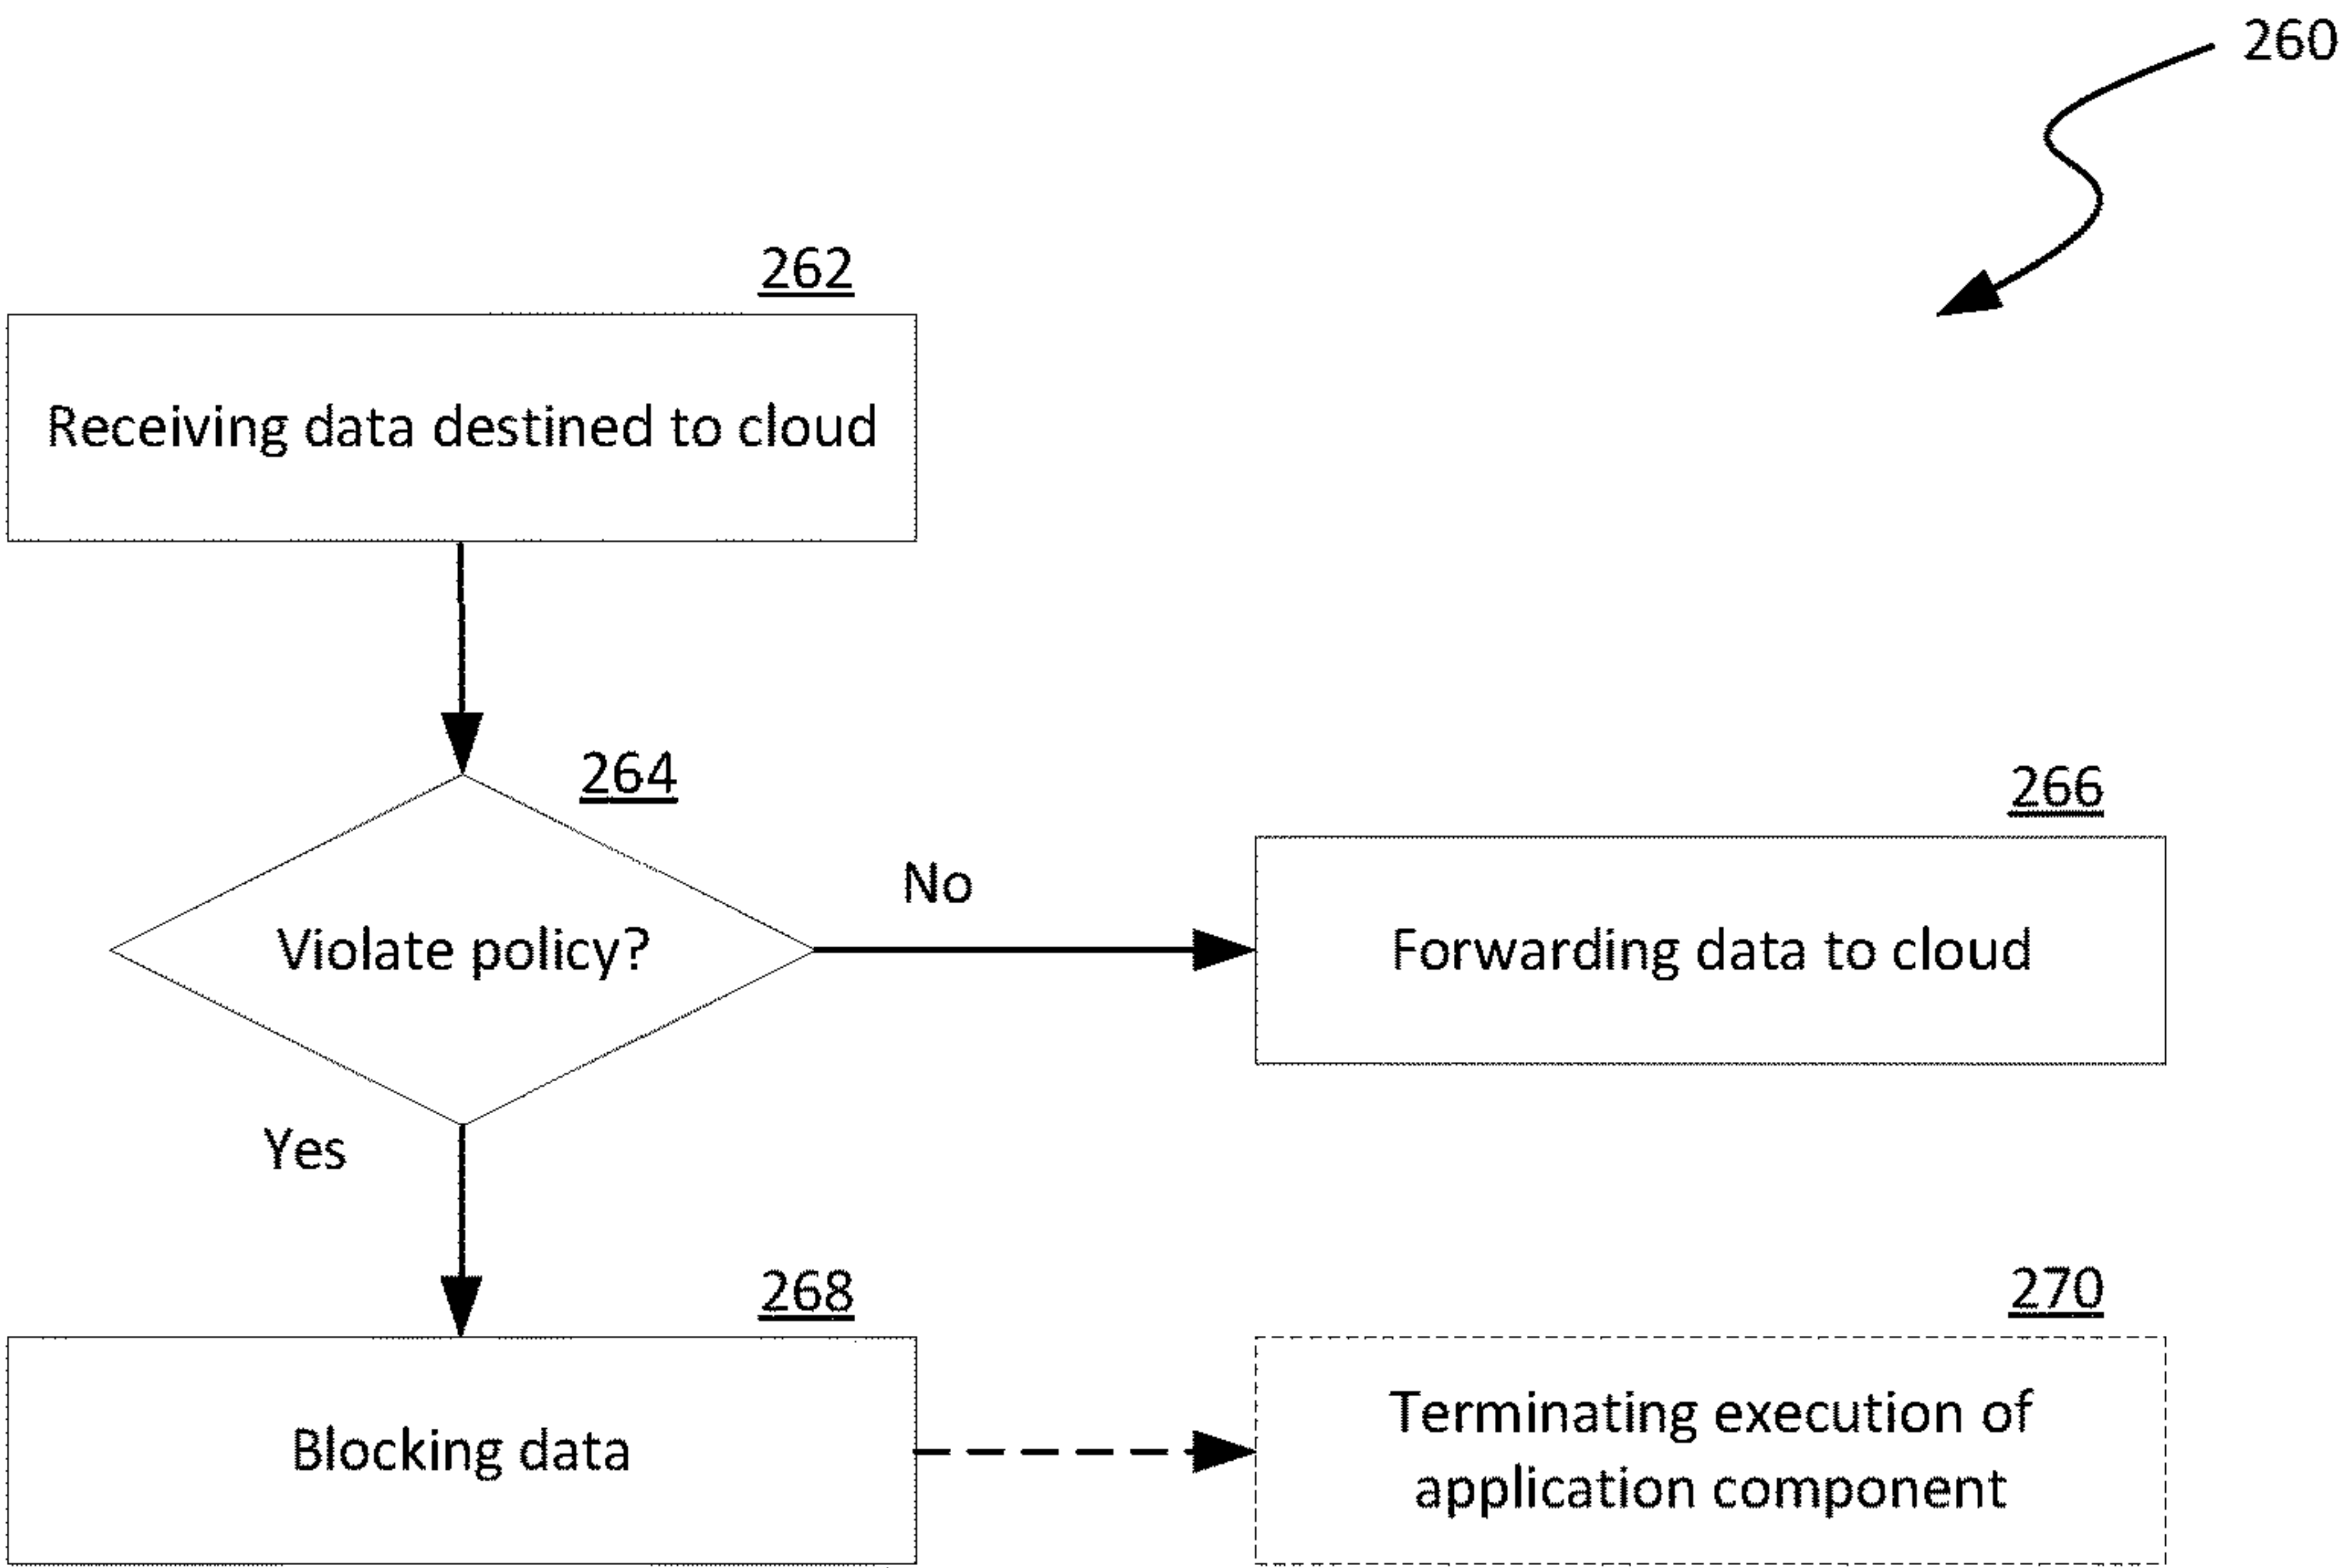 260
262
Receiving data destined to cloud
264
Violate policy?
No
266
Forwarding data to cloud
Yes
268
Blocking data
270
Terminating execution of
application component